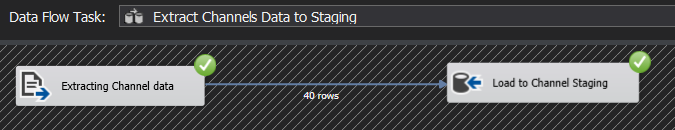 Data Flow Task: Extract Channels Data to Staging
Extracting Channel data
Load to Channel Staging
40 rows